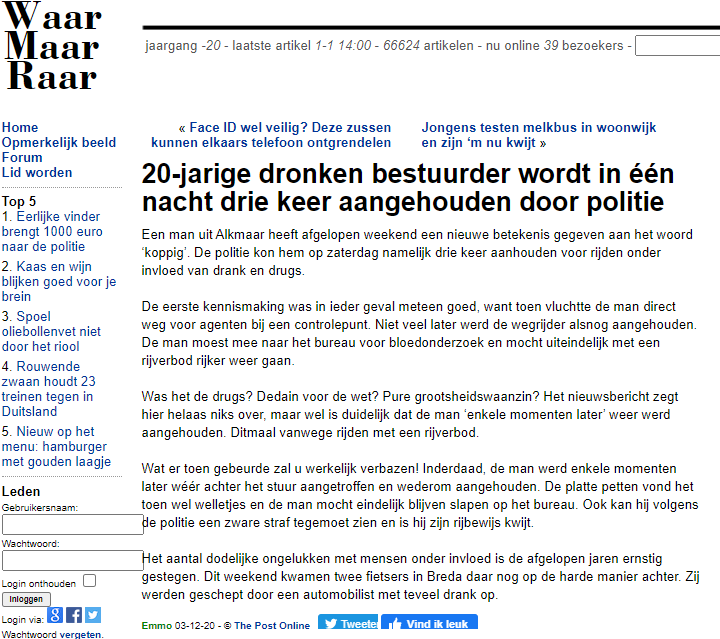 Waar
Maar
Raar
jaargang -20 - laatste artikel 1-1 14:00 - 66624 artikelen - nu online 39 bezoekers -
Home
Opmerkelijk beeld
Forum
Lid worden
Top 5
1. Eerlijke vinder
brengt 1000 euro
naar de politie
2. Kaas en wijn
blijken goed voor je
brein
3. Spoel
oliebollenvet niet
door het riool
4. Rouwende
zwaan houdt 23
treinen tegen in
Duitsland
5. Nieuw op het
menu: hamburger
met gouden laagje
Leden
Gebruikersnaam:
Wachtwoord:
Login onthouden
Inloggen
Login via:
Wachtwoord vergeten.
« Face ID wel veilig? Deze zussen
kunnen elkaars telefoon ontgrendelen
Jongens testen melkbus in woonwijk
en zijn ‘m nu kwijt »
20-jarige dronken bestuurder wordt in één
nacht drie keer aangehouden door politie
Een man uit Alkmaar heeft afgelopen weekend een nieuwe betekenis gegeven aan het woord
‘koppig’. De politie kon hem op zaterdag namelijk drie keer aanhouden voor rijden onder
invloed van drank en drugs.
De eerste kennismaking was in ieder geval meteen goed, want toen vluchtte de man direct
weg voor agenten bij een controlepunt. Niet veel later werd de wegrijder alsnog aangehouden.
De man moest mee naar het bureau voor bloedonderzoek en mocht uiteindelijk met een
rijverbod rijker weer gaan.
Was het de drugs? Dedain voor de wet? Pure grootsheidswaanzin? Het nieuwsbericht zegt
hier helaas niks over, maar wel is duidelijk dat de man ‘enkele momenten later’ weer werd
aangehouden. Ditmaal vanwege rijden met een rijverbod.
Wat er toen gebeurde zal u werkelijk verbazen! Inderdaad, de man werd enkele momenten
later wéér achter het stuur aangetroffen en wederom aangehouden. De platte petten vond het
toen wel welletjes en de man mocht eindelijk blijven slapen op het bureau. Ook kan hij volgens
de politie een zware straf tegemoet zien en is hij zijn rijbewijs kwijt.
Het aantal dodelijke ongelukken met mensen onder invloed is de afgelopen jaren ernstig
gestegen. Dit weekend kwamen twee fietsers in Breda daar nog op de harde manier achter. Zij
werden geschept door een automobilist met teveel drank op.
Emmo 03-12-20 - © The Post Online Tweeten Vind ik leuk